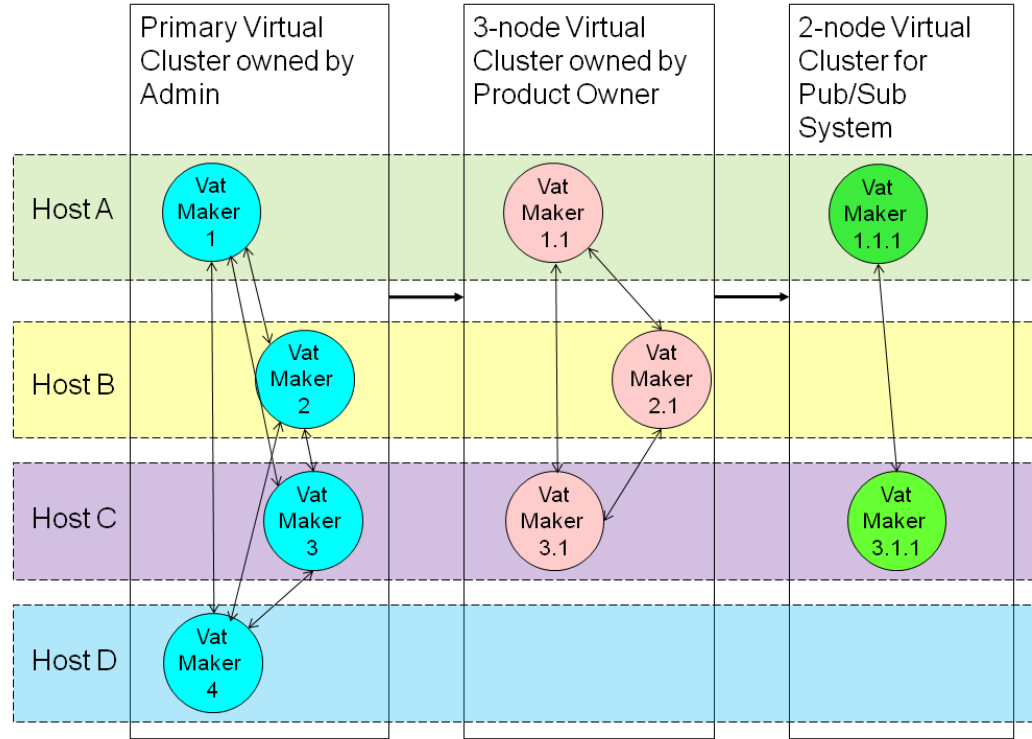 Primary Virtual
Cluster owned by
Admin
3-node Virtual
Cluster owned by
Product Owner
2-node Virtual
Cluster for
Pub/Sub
System
Host A
Vat
Maker
1
Vat
Maker
1.1
Vat
Maker
1.1.1
Host B
Vat
Maker
2
Vat
Maker
2.1
Host C
Vat
Maker
3
Vat
Maker
3.1
Vat
Maker
3.1.1
Host D
Vat
Maker
4